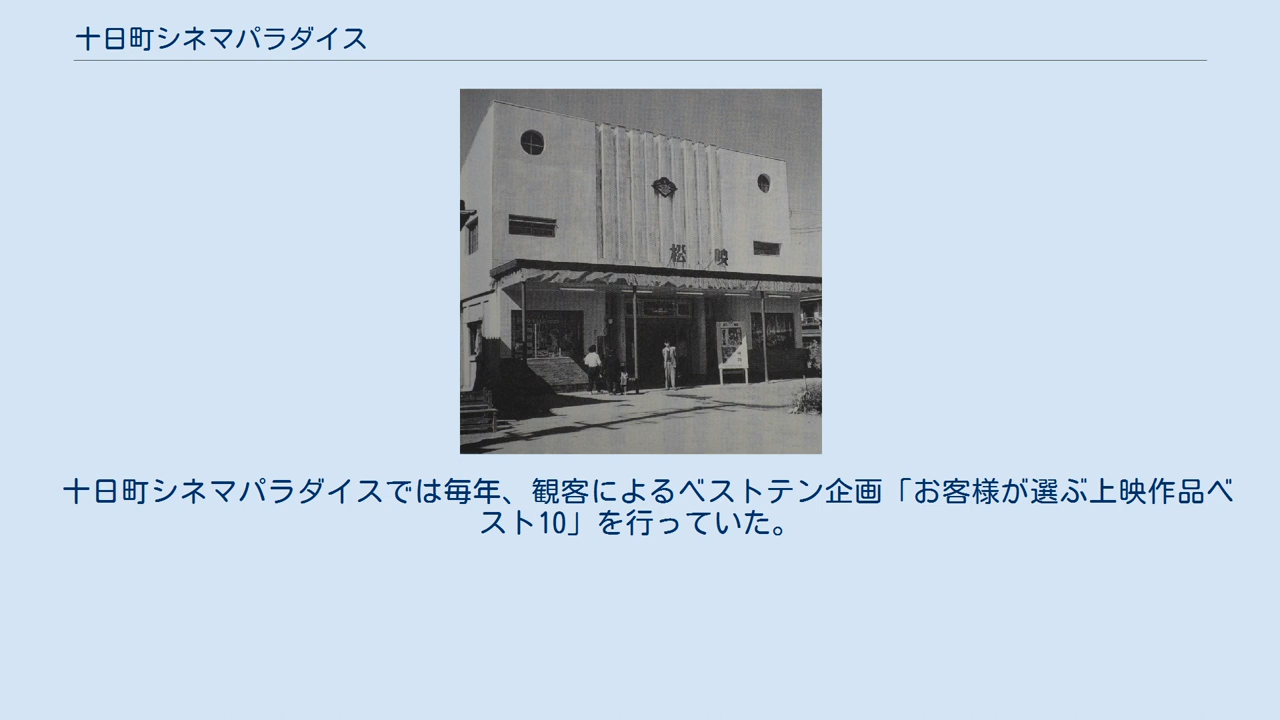 十日町シネマパラダイス
松 映
十日町シネマパラダイスでは毎年、観客によるベストテン企画「お客様が選ぶ上映作品ベ
スト10」を行っていた。